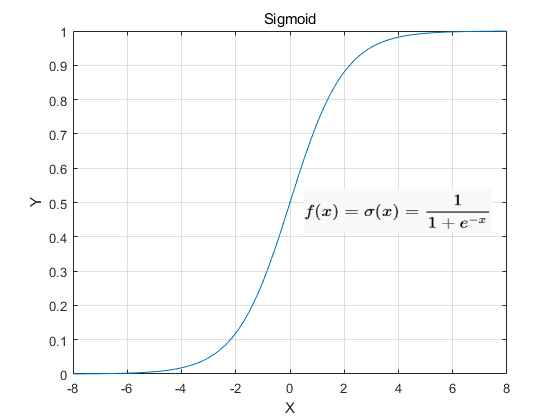 Sigmoid
1
0.9
0.8
0.7
0.6
0.5
0.4
0.3
0.2
0.1
0
Y
f(x) = σ(x) = 1 / (1 + e^{-x})
-8 -6 -4 -2 0 2 4 6 8
X